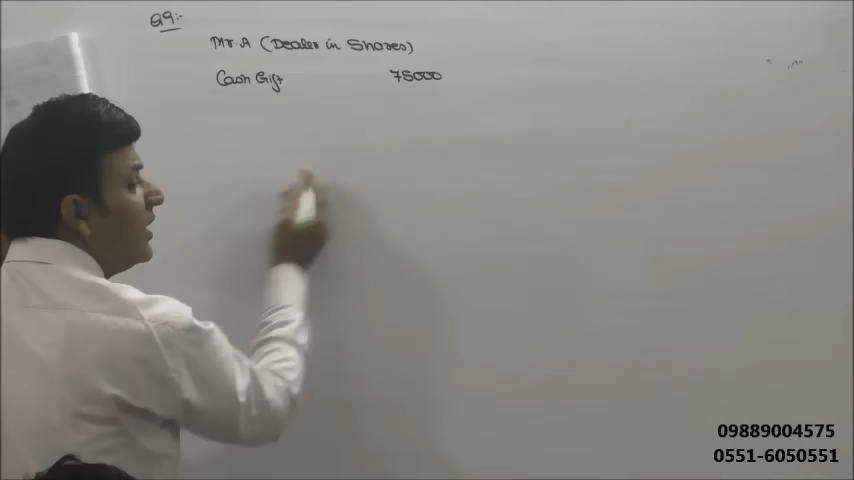 Q9:-
Mr. A (Dealer in Shares)
Cash Gift 75000
09889004575
0551-6050551